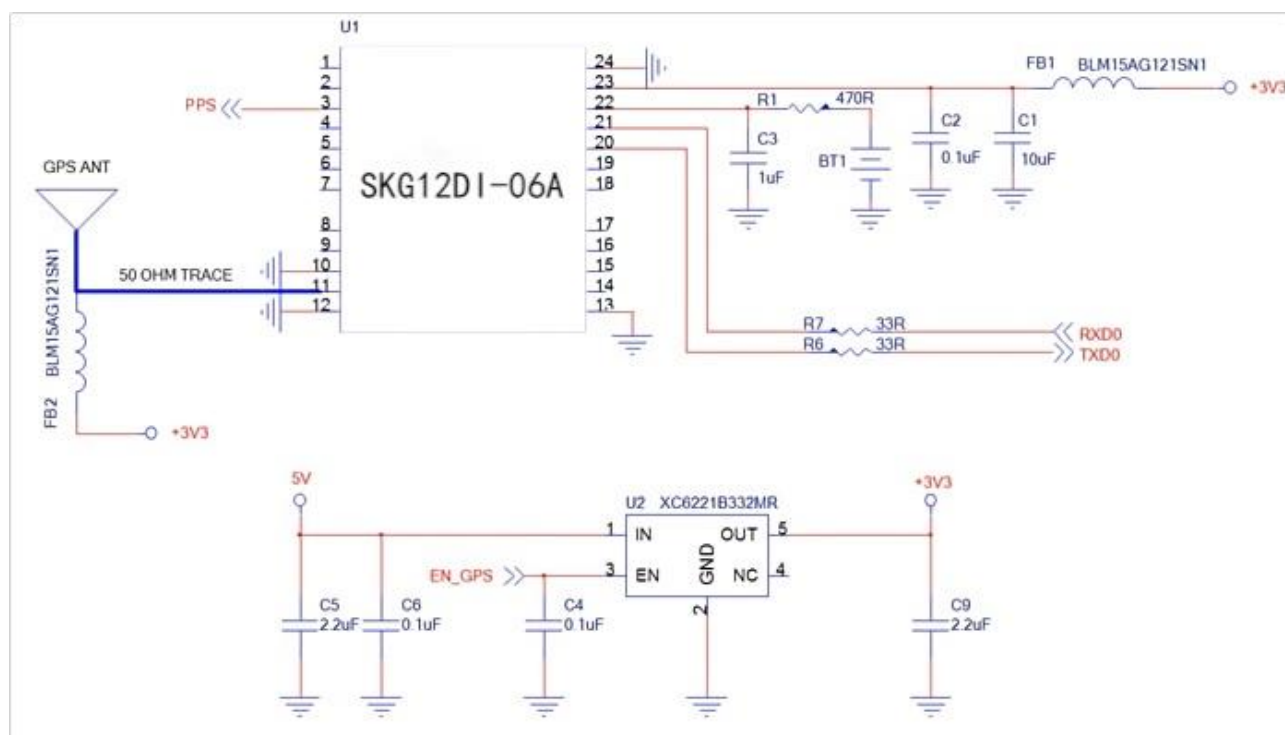 U1
1
2
3
4
5
6
7
8
9
10
11
12
24
23
22
21
20
19
18
17
16
15
14
13
SKG12DI-06A
PPS
GPS ANT
50 OHM TRACE
BLM15AG121SN1
FB2
+3V3
FB1 BLM15AG121SN1
+3V3
R1 470R
C3
1uF
BT1
C2
0.1uF
C1
10uF
R7 33R
RXD0
R6 33R
TXD0
5V
U2 XC6221B332MR
+3V3
1 IN OUT 5
EN_GPS
3 EN GND NC 4
2
C5
2.2uF
C6
0.1uF
C4
0.1uF
C9
2.2uF